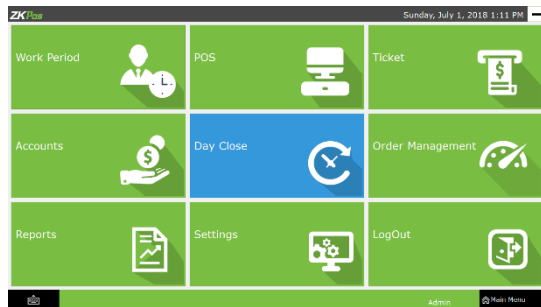 ZKPos
Sunday, July 1, 2018 1:11 PM
Work Period
POS
Ticket
Accounts
Day Close
Order Management
Reports
Settings
LogOut
Admin
Main Menu